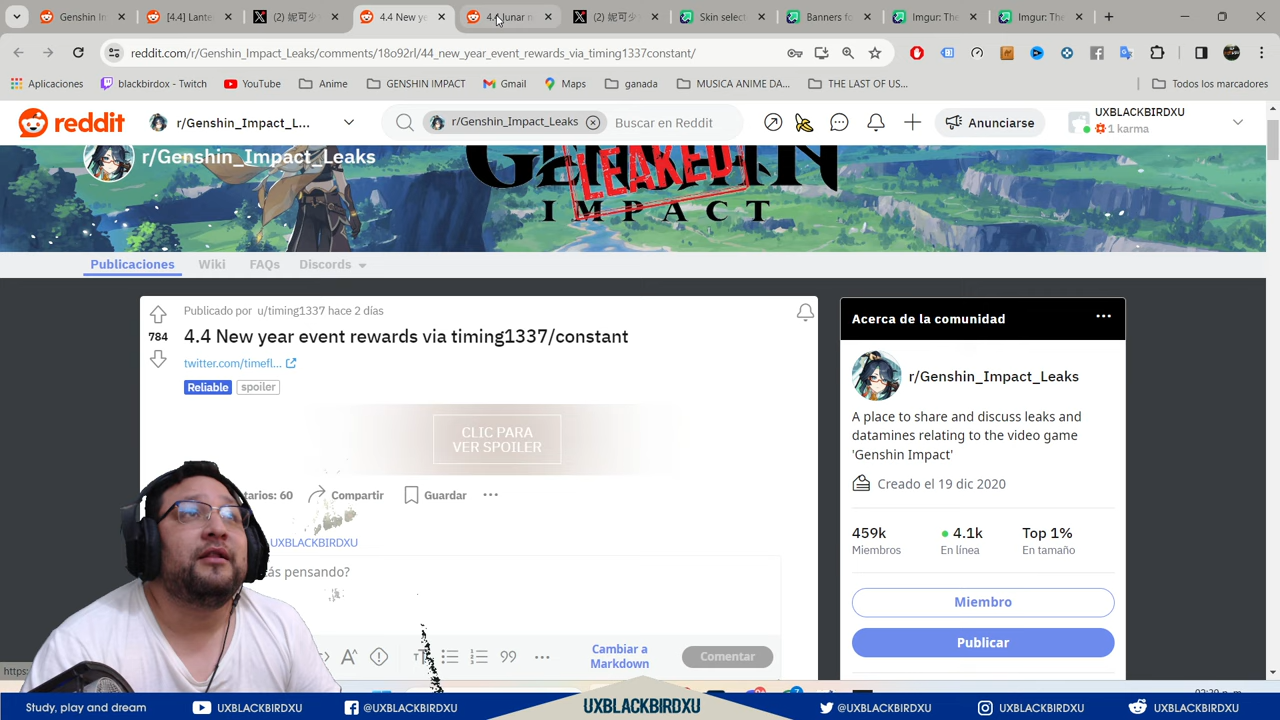 Genshin In
[4.4] Lante
(2) 妮可少
4.4 New ye
4.4 lunar n
(2) 妮可少
Skin select
Banners fo
Imgur: The
Imgur: The
reddit.com/r/Genshin_Impact_Leaks/comments/18o92rl/44_new_year_event_rewards_via_timing1337constant/
Aplicaciones
blackbirdox - Twitch
YouTube
Anime
GENSHIN IMPACT
Gmail
Maps
ganada
MUSICA ANIME DA...
THE LAST OF US...
Todos los marcadores
reddit
r/Genshin_Impact_L...
r/Genshin_Impact_Leaks
Buscar en Reddit
Anunciarse
UXBLACKBIRDXU
1 karma
r/Genshin_Impact_Leaks
GENSHIN
LEAKED
IMPACT
Publicaciones
Wiki
FAQs
Discords
Publicado por u/timing1337 hace 2 días
784
4.4 New year event rewards via timing1337/constant
twitter.com/timefl...
Reliable
spoiler
CLIC PARA
VER SPOILER
tarios: 60
Compartir
Guardar
UXBLACKBIRDXU
tás pensando?
99
Cambiar a
Markdown
Comentar
Acerca de la comunidad
r/Genshin_Impact_Leaks
A place to share and discuss leaks and
datamines relating to the video game
'Genshin Impact'
Creado el 19 dic 2020
459k
Miembros
4.1k
En línea
Top 1%
En tamaño
Miembro
Publicar
https:
Study, play and dream
UXBLACKBIRDXU
@UXBLACKBIRDXU
UXBLACKBIRDXU
@UXBLACKBIRDXU
UXBLACKBIRDXU
UXBLACKBIRDXU